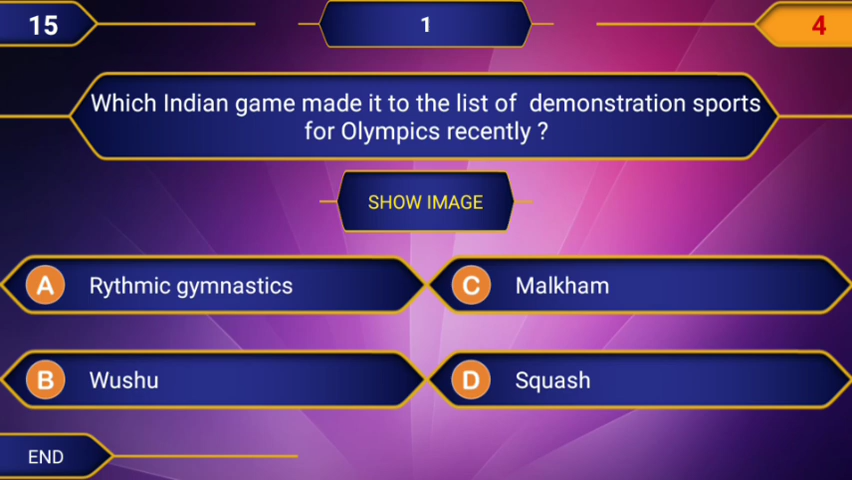 15
1
4
Which Indian game made it to the list of demonstration sports
for Olympics recently ?
SHOW IMAGE
A Rythmic gymnastics
C Malkham
B Wushu
D Squash
END